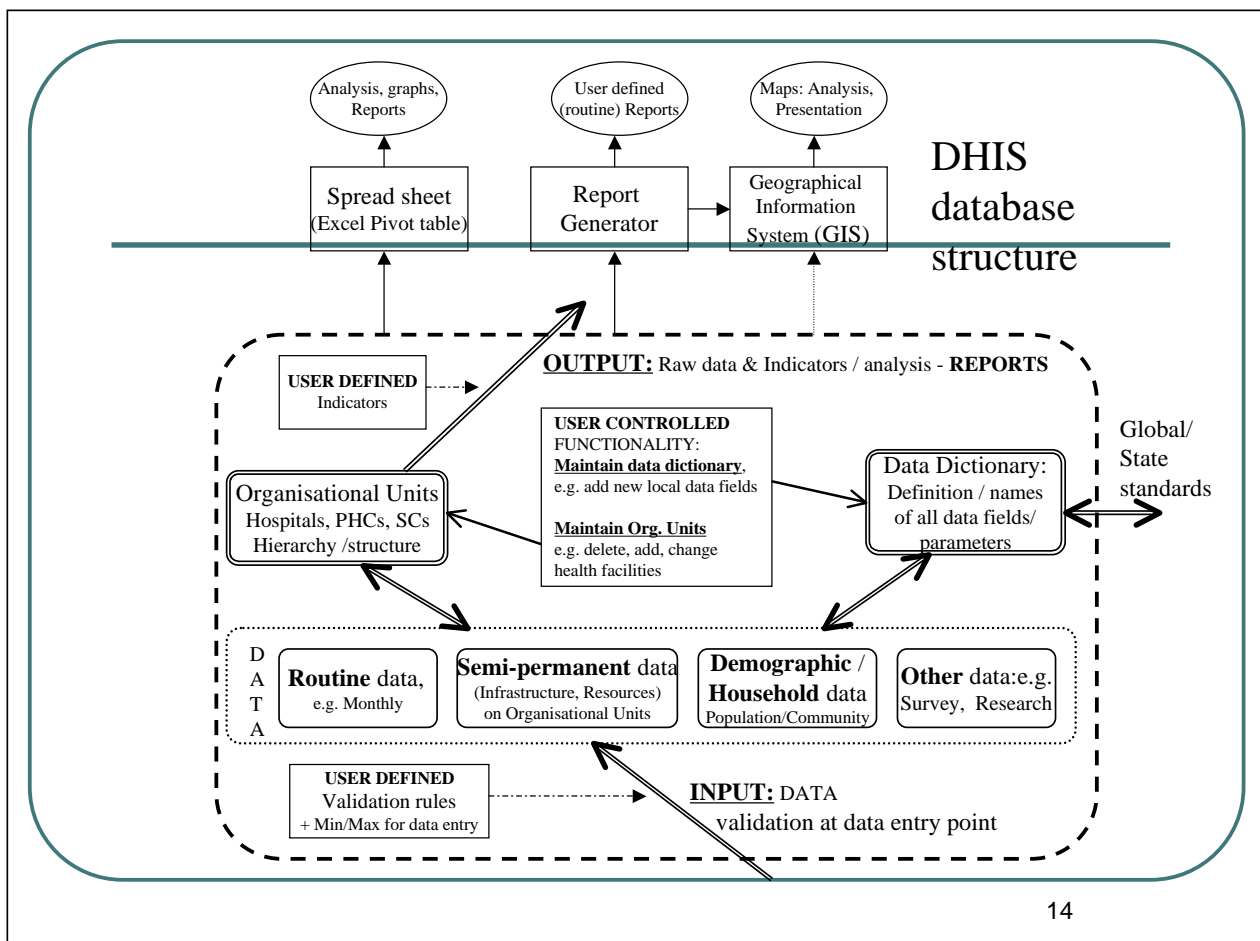 Analysis, graphs,
Reports
User defined
(routine) Reports
Maps: Analysis,
Presentation
DHIS
database
structure
Spread sheet
(Excel Pivot table)
Report
Generator
Geographical
Information
System (GIS)
USER DEFINED
Indicators
OUTPUT: Raw data & Indicators / analysis - REPORTS
USER CONTROLLED
FUNCTIONALITY:
Maintain data dictionary,
e.g. add new local data fields
Maintain Org. Units
e.g. delete, add, change
health facilities
Organisational Units
Hospitals, PHCs, SCs
Hierarchy /structure
Data Dictionary:
Definition / names
of all data fields/
parameters
Global/
State
standards
D
A
T
A
Routine data,
e.g. Monthly
Semi-permanent data
(Infrastructure, Resources)
on Organisational Units
Demographic /
Household data
Population/Community
Other data:e.g.
Survey, Research
USER DEFINED
Validation rules
+ Min/Max for data entry
INPUT: DATA
validation at data entry point
14